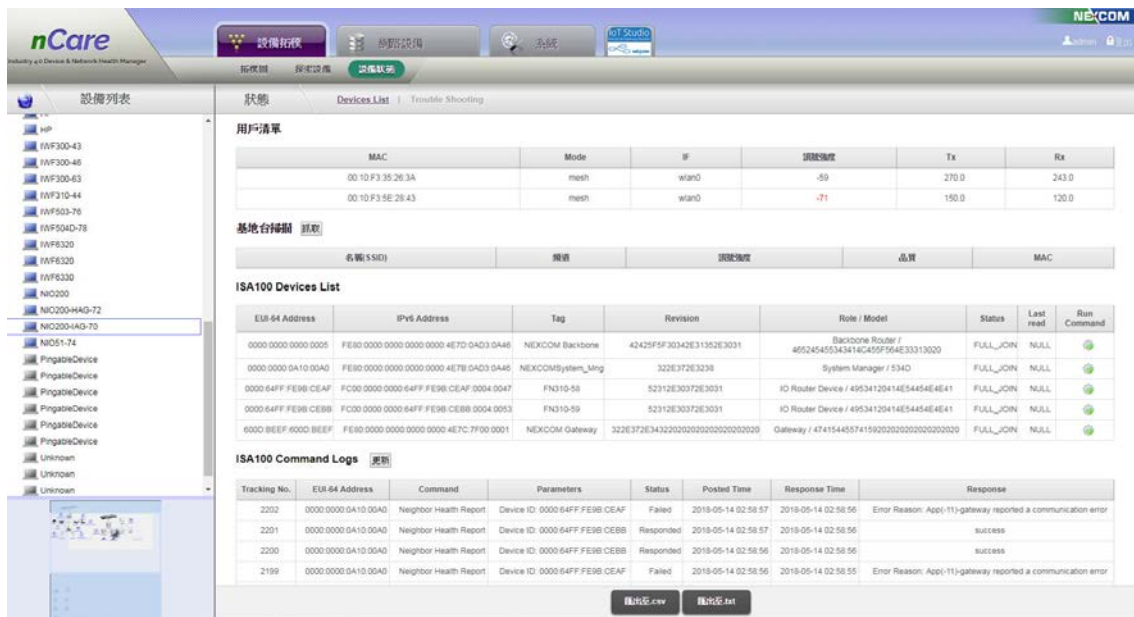 NEXCOM
nCare
Industry 4.0 Device & Network Health Manager
設備拓樸 系統 IoT Studio
拓樸圖 探索設備 設備狀態
設備列表
狀態 Devices List | Trouble Shooting
HP
IWF300-43
IWF300-46
IWF300-63
IWF310-44
IWF503-76
IWF504D-78
IWF6320
IWF6320
IWF6330
NIO200
NIO200-HAG-72
NIO200-IAG-70
NIO51-74
PingableDevice
PingableDevice
PingableDevice
PingableDevice
PingableDevice
PingableDevice
Unknown
Unknown
Unknown
用戶清單
MAC Mode IF 訊號強度 Tx Rx
00:10:F3:35:26:3A mesh wlan0 -59 270.0 243.0
00:10:F3:5E:28:43 mesh wlan0 -71 150.0 120.0
基地台掃瞄 抓取
名稱(SSID) 頻道 訊號強度 品質 MAC
ISA100 Devices List
EUI-64 Address IPv6 Address Tag Revision Role / Model Status Last read Run Command
0000:0000:0000:0005 FE80:0000:0000:0000:0000:4E7D:0AD3:0A46 NEXCOM Backbone 42425F5F30342E31352E3031 Backbone Router / 465245455343414C455F564E33313020 FULL_JOIN NULL
0000:0000:0A10:00A0 FE80:0000:0000:0000:0000:4E7B:0AD3:0A46 NEXCOMSystem_Mng 322E372E3238 System Manager / 534D FULL_JOIN NULL
0000:64FF:FE9B:CEAF FC00:0000:0000:64FF:FE9B:CEAF:0004:0047 FN310-58 52312E30372E3031 IO Router Device / 49534120414E54454E4E41 FULL_JOIN NULL
0000:64FF:FE9B:CEBB FC00:0000:0000:64FF:FE9B:CEBB:0004:0053 FN310-59 52312E30372E3031 IO Router Device / 49534120414E54454E4E41 FULL_JOIN NULL
600D:BEEF:600D:BEEF FE80:0000:0000:0000:0000:4E7C:7F00:0001 NEXCOM Gateway 322E372E3432202020202020202020 Gateway / 47415445574159202020202020202020 FULL_JOIN NULL
ISA100 Command Logs 更新
Tracking No. EUI-64 Address Command Parameters Status Posted Time Response Time Response
2202 0000:0000:0A10:00A0 Neighbor Health Report Device ID: 0000:64FF:FE9B:CEAF Failed 2018-05-14 02:58:57 2018-05-14 02:58:56 Error Reason: App(-11)-gateway reported a communication error
2201 0000:0000:0A10:00A0 Neighbor Health Report Device ID: 0000:64FF:FE9B:CEBB Responded 2018-05-14 02:58:57 2018-05-14 02:58:56 success
2200 0000:0000:0A10:00A0 Neighbor Health Report Device ID: 0000:64FF:FE9B:CEBB Responded 2018-05-14 02:58:56 2018-05-14 02:58:56 success
2199 0000:0000:0A10:00A0 Neighbor Health Report Device ID: 0000:64FF:FE9B:CEAF Failed 2018-05-14 02:58:56 2018-05-14 02:58:55 Error Reason: App(-11)-gateway reported a communication error
匯出至.csv 匯出至.txt